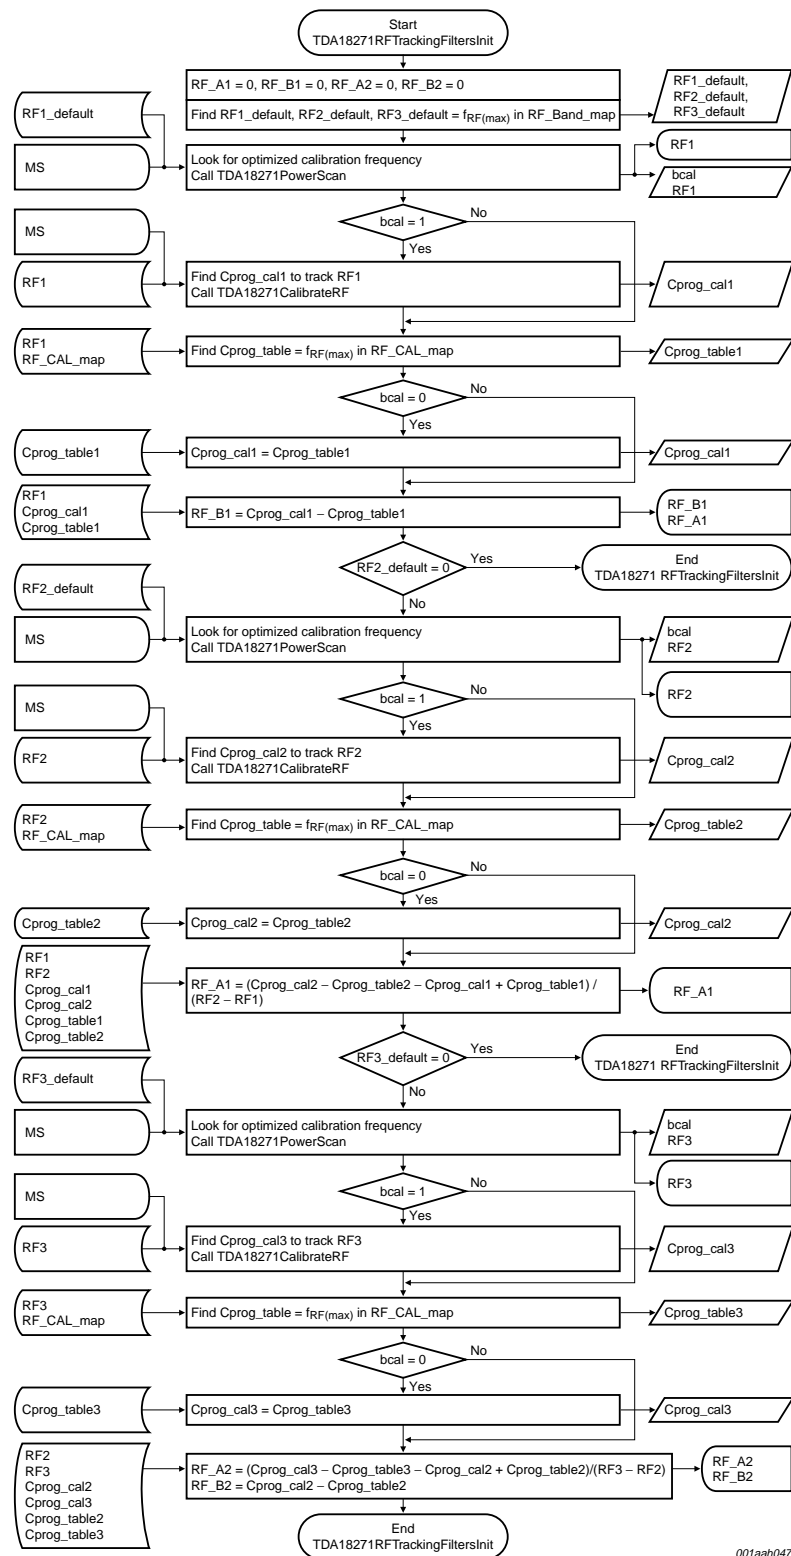 Start
TDA18271RFTrackingFiltersInit
RF_A1 = 0, RF_B1 = 0, RF_A2 = 0, RF_B2 = 0
RF1_default,
RF2_default,
RF3_default
RF1_default
Find RF1_default, RF2_default, RF3_default = fRF(max) in RF_Band_map
RF1
MS
Look for optimized calibration frequency
Call TDA18271PowerScan
bcal
RF1
bcal = 1
No
Yes
MS
RF1
Find Cprog_cal1 to track RF1
Call TDA18271CalibrateRF
Cprog_cal1
RF1
RF_CAL_map
Find Cprog_table = fRF(max) in RF_CAL_map
Cprog_table1
bcal = 0
No
Yes
Cprog_table1
Cprog_cal1 = Cprog_table1
Cprog_cal1
RF1
Cprog_cal1
Cprog_table1
RF_B1 = Cprog_cal1 – Cprog_table1
RF_B1
RF_A1
RF2_default = 0
Yes
End
TDA18271 RFTrackingFiltersInit
No
RF2_default
MS
Look for optimized calibration frequency
Call TDA18271PowerScan
bcal
RF2
RF2
bcal = 1
No
Yes
MS
RF2
Find Cprog_cal2 to track RF2
Call TDA18271CalibrateRF
Cprog_cal2
RF2
RF_CAL_map
Find Cprog_table = fRF(max) in RF_CAL_map
Cprog_table2
bcal = 0
No
Yes
Cprog_table2
Cprog_cal2 = Cprog_table2
Cprog_cal2
RF1
RF2
Cprog_cal1
Cprog_cal2
Cprog_table1
Cprog_table2
RF_A1 = (Cprog_cal2 – Cprog_table2 – Cprog_cal1 + Cprog_table1) /
(RF2 – RF1)
RF_A1
RF3_default = 0
Yes
End
TDA18271 RFTrackingFiltersInit
No
RF3_default
MS
Look for optimized calibration frequency
Call TDA18271PowerScan
bcal
RF3
RF3
bcal = 1
No
Yes
MS
RF3
Find Cprog_cal3 to track RF3
Call TDA18271CalibrateRF
Cprog_cal3
RF3
RF_CAL_map
Find Cprog_table = fRF(max) in RF_CAL_map
Cprog_table3
bcal = 0
No
Yes
Cprog_table3
Cprog_cal3 = Cprog_table3
Cprog_cal3
RF2
RF3
Cprog_cal2
Cprog_cal3
Cprog_table2
Cprog_table3
RF_A2 = (Cprog_cal3 – Cprog_table3 – Cprog_cal2 + Cprog_table2)/(RF3 – RF2)
RF_B2 = Cprog_cal2 – Cprog_table2
RF_A2
RF_B2
End
TDA18271RFTrackingFiltersInit
001aah047